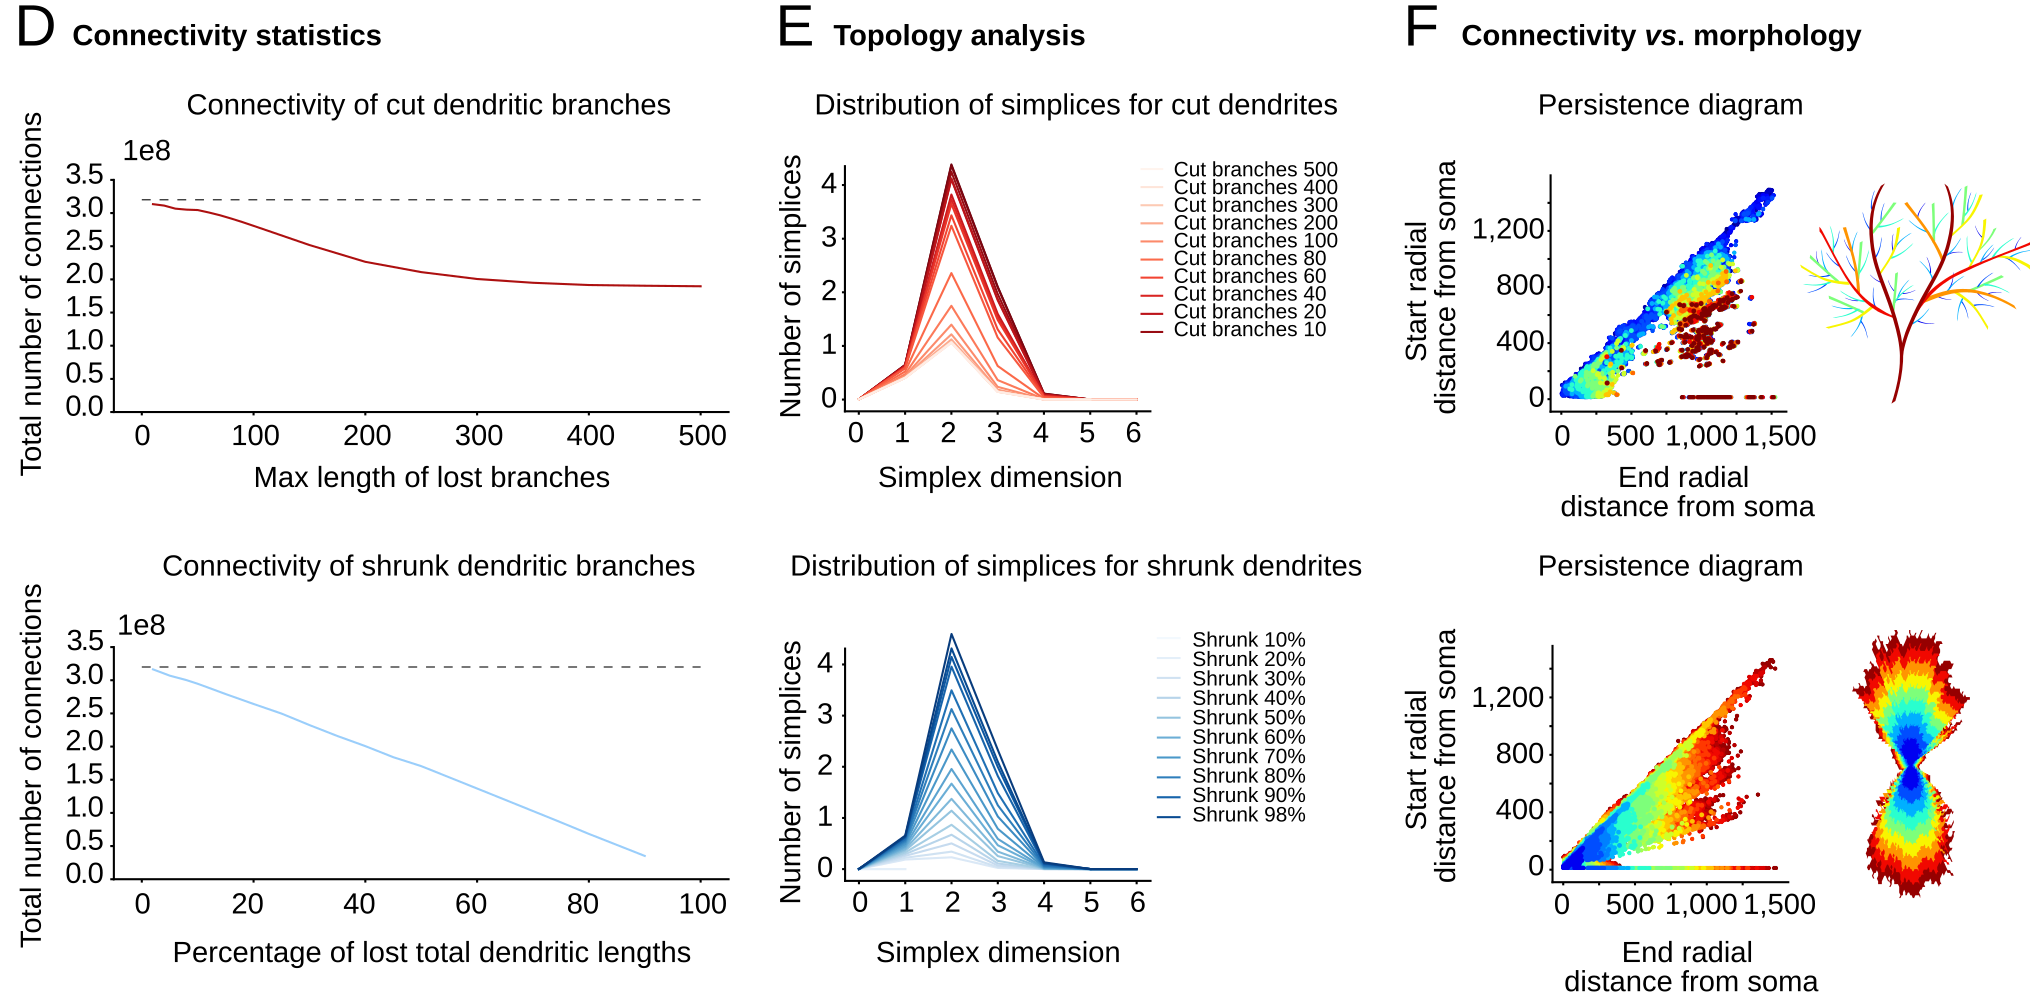 D Connectivity statistics
Connectivity of cut dendritic branches
Total number of connections
1e8
3.5
3.0
2.5
2.0
1.5
1.0
0.5
0.0
0 100 200 300 400 500
Max length of lost branches
Connectivity of shrunk dendritic branches
Total number of connections
1e8
3.5
3.0
2.5
2.0
1.5
1.0
0.5
0.0
0 20 40 60 80 100
Percentage of lost total dendritic lengths
E Topology analysis
Distribution of simplices for cut dendrites
Number of simplices
4
3
2
1
0
0 1 2 3 4 5 6
Simplex dimension
Cut branches 500
Cut branches 400
Cut branches 300
Cut branches 200
Cut branches 100
Cut branches 80
Cut branches 60
Cut branches 40
Cut branches 20
Cut branches 10
Distribution of simplices for shrunk dendrites
Number of simplices
4
3
2
1
0
0 1 2 3 4 5 6
Simplex dimension
Shrunk 10%
Shrunk 20%
Shrunk 30%
Shrunk 40%
Shrunk 50%
Shrunk 60%
Shrunk 70%
Shrunk 80%
Shrunk 90%
Shrunk 98%
F Connectivity vs. morphology
Persistence diagram
Start radial
distance from soma
1,200
800
400
0
0 500 1,000 1,500
End radial
distance from soma
Persistence diagram
Start radial
distance from soma
1,200
800
400
0
0 500 1,000 1,500
End radial
distance from soma